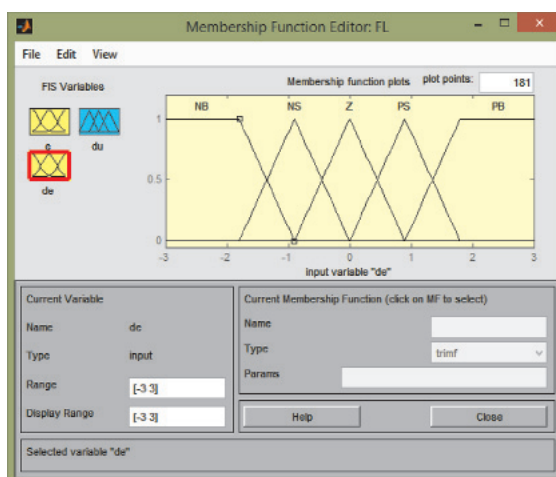 Membership Function Editor: FL
File Edit View
FIS Variables
Membership function plots plot points: 181
NB NS Z PS PB
1
0.5
0
-3 -2 -1 0 1 2 3
input variable "de"
e du
de
Current Variable
Name de
Type input
Range [-3 3]
Display Range [-3 3]
Current Membership Function (click on MF to select)
Name
Type trimf
Params
Help Close
Selected variable "de"